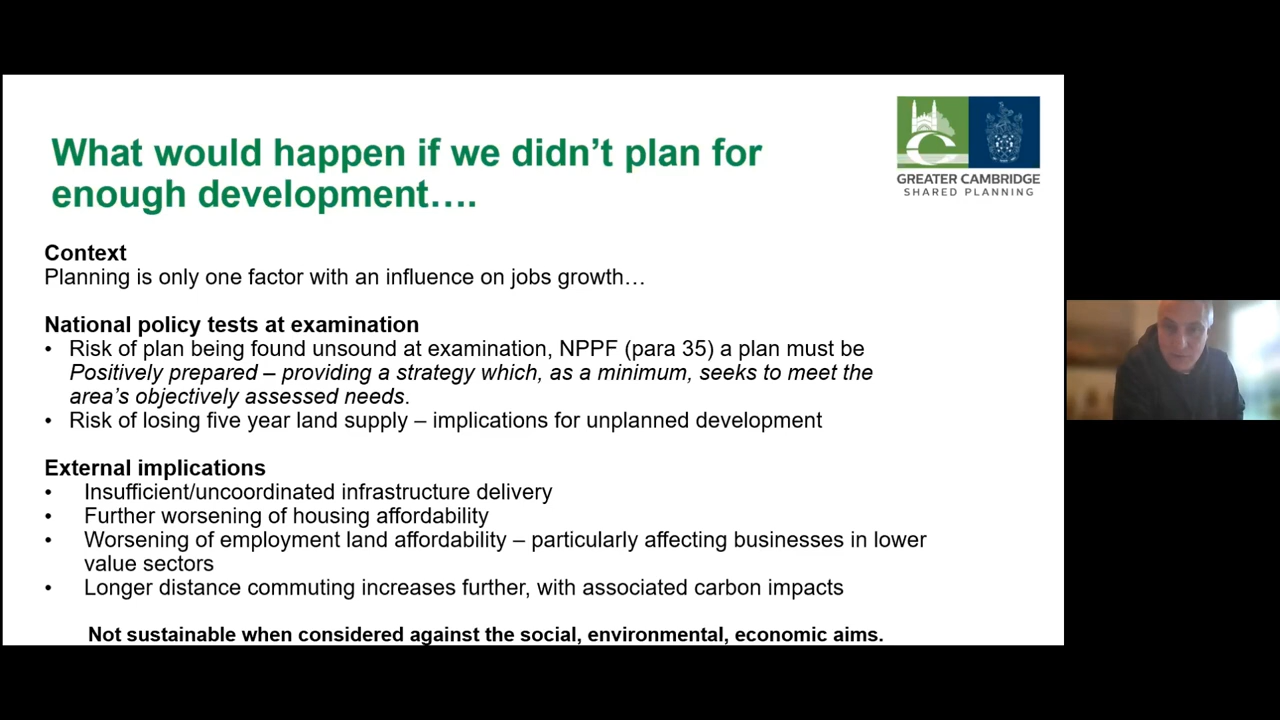 What would happen if we didn’t plan for
enough development….
GREATER CAMBRIDGE
SHARED PLANNING
Context
Planning is only one factor with an influence on jobs growth…
National policy tests at examination
• Risk of plan being found unsound at examination, NPPF (para 35) a plan must be
Positively prepared – providing a strategy which, as a minimum, seeks to meet the
area’s objectively assessed needs.
• Risk of losing five year land supply – implications for unplanned development
External implications
• Insufficient/uncoordinated infrastructure delivery
• Further worsening of housing affordability
• Worsening of employment land affordability – particularly affecting businesses in lower
value sectors
• Longer distance commuting increases further, with associated carbon impacts
Not sustainable when considered against the social, environmental, economic aims.